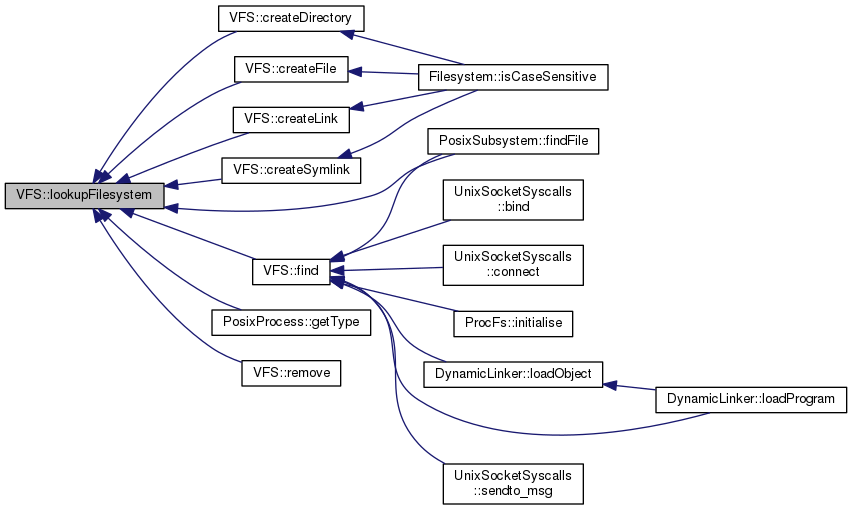 VFS::createDirectory
VFS::createFile
Filesystem::isCaseSensitive
VFS::createLink
PosixSubsystem::findFile
VFS::createSymlink
VFS::lookupFilesystem
UnixSocketSyscalls
::bind
VFS::find
UnixSocketSyscalls
::connect
PosixProcess::getType
ProcFs::initialise
VFS::remove
DynamicLinker::loadObject
DynamicLinker::loadProgram
UnixSocketSyscalls
::sendto_msg